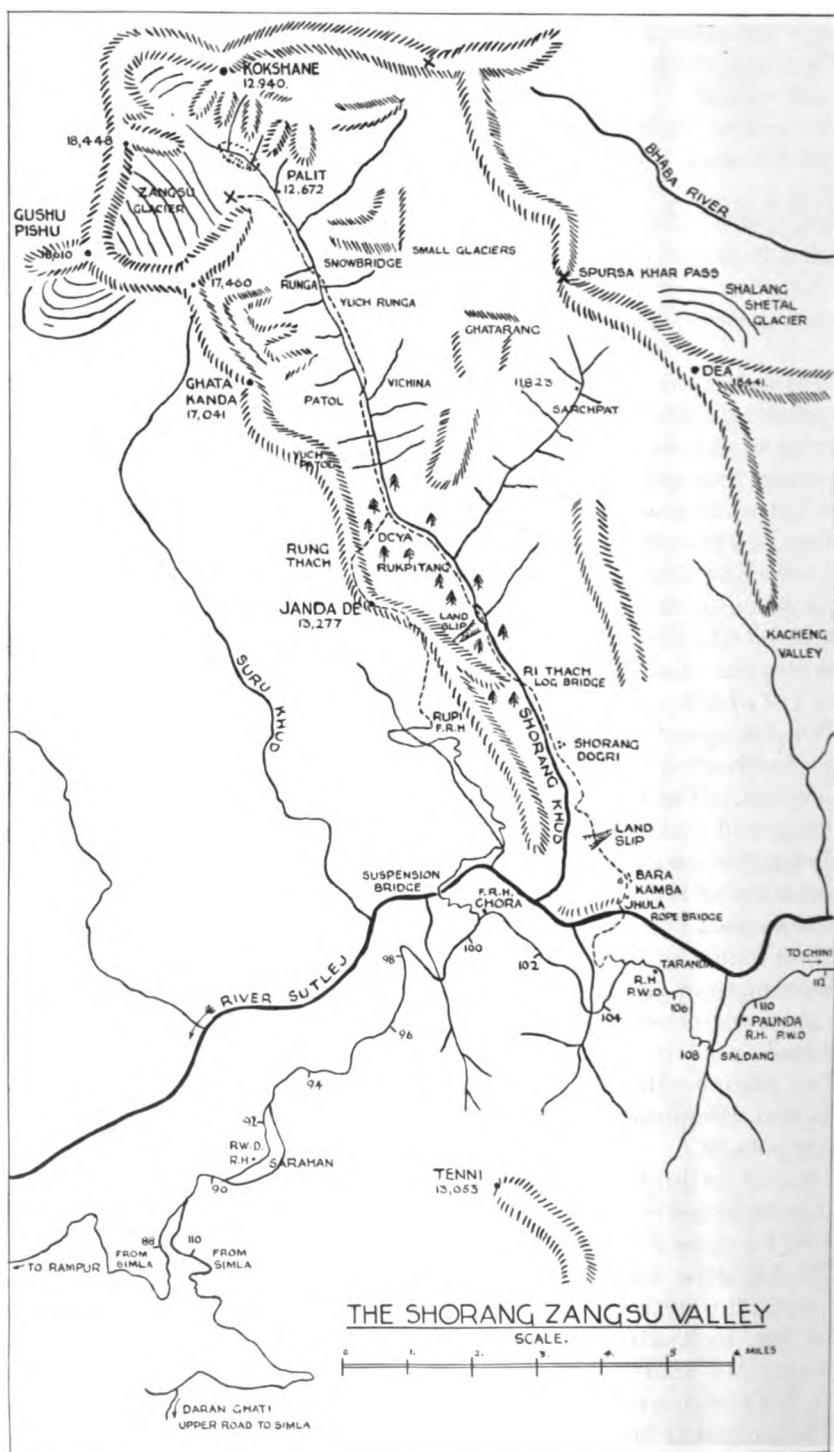 KOKSHANE
12.940.
18,448
PALIT
12,672
ZANGSU
GLACIER
GUSHU
PISHU
18,610
BHABA RIVER
SMALL GLACIERS
SNOWBRIDGE
RUNGA
17,460
YUCH RUNGA
SPURSA KHAR PASS
SHALANG
SHETAL
GLACIER
GHATARANG
DEA
18441.
GHATA
KANDA
17,041
VICHINA
PATOL
11,823
SARCHPAT
YUCH
PATOL
RUNG
THACH
DCYA
RUKPITANG
JANDA DE
13,277
LAND
SLIP
KACHENG
VALLEY
SURU KHUD
RI THACH
LOG BRIDGE
RUPI
F.R.H
SHORANG KHUD
SHORANG
DOGRI
LAND
SLIP
SUSPENSION
BRIDGE
F.R.H.
CHORA
BARA
KAMBA
JHULA
ROPE BRIDGE
100
98
102
TARANDA
TO CHINI
112
R.H
P.W.D.
106
110
RIVER SUTLEJ
104
PAUNDA
R.H. P.W.D
96
108
SALDANG
94
92
R.W.D.
R.H
SARAHAN
90
TENNI
13,053
88
110
TO RAMPUR
FROM
SIMLA
FROM
SIMLA
THE SHORANG ZANGSU VALLEY
SCALE.
0. 1. 2. 3. 4. 5 6 MILES
DARAN GHATI
UPPER ROAD TO SIMLA